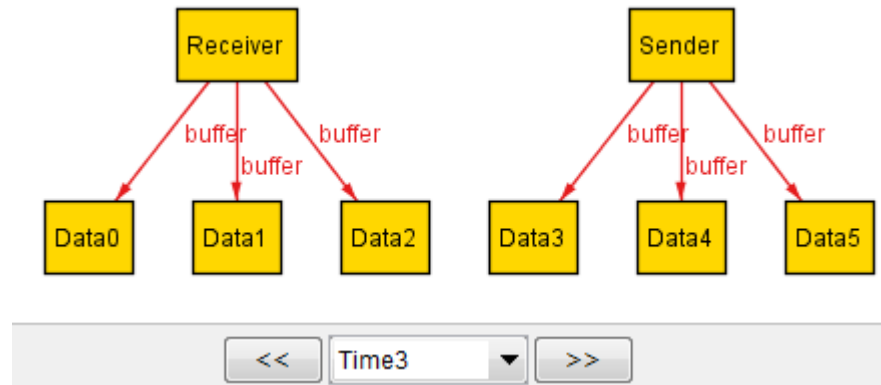 Receiver Sender
buffer buffer buffer buffer
buffer buffer
Data0 Data1 Data2 Data3 Data4 Data5
<< Time3 >>